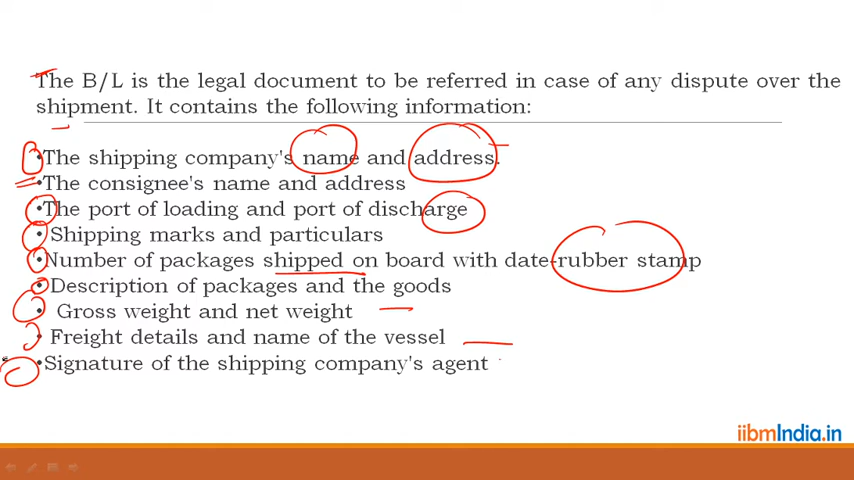 The B/L is the legal document to be referred in case of any dispute over the
shipment. It contains the following information:
•The shipping company's name and address.
•The consignee's name and address
•The port of loading and port of discharge
• Shipping marks and particulars
•Number of packages shipped on board with date-rubber stamp
•Description of packages and the goods
• Gross weight and net weight
• Freight details and name of the vessel
•Signature of the shipping company's agent
iibmIndia.in